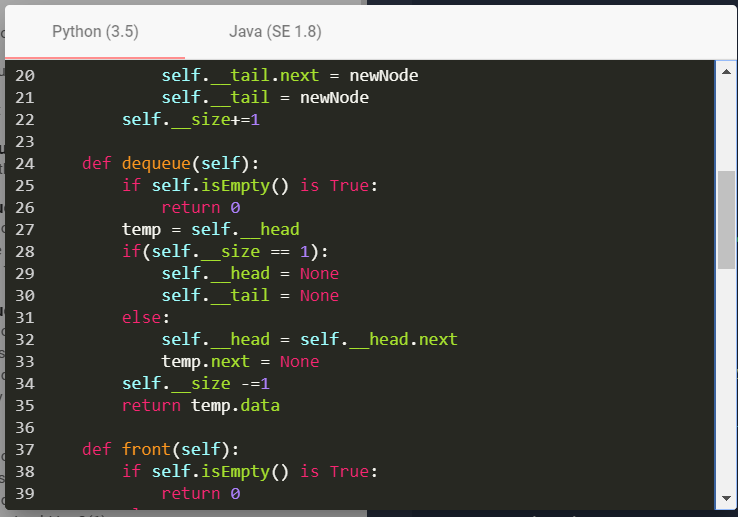 Python (3.5) Java (SE 1.8)
20 self.__tail.next = newNode
21 self.__tail = newNode
22 self.__size+=1
23
24 def dequeue(self):
25 if self.isEmpty() is True:
26 return 0
27 temp = self.__head
28 if(self.__size == 1):
29 self.__head = None
30 self.__tail = None
31 else:
32 self.__head = self.__head.next
33 temp.next = None
34 self.__size -=1
35 return temp.data
36
37 def front(self):
38 if self.isEmpty() is True:
39 return 0